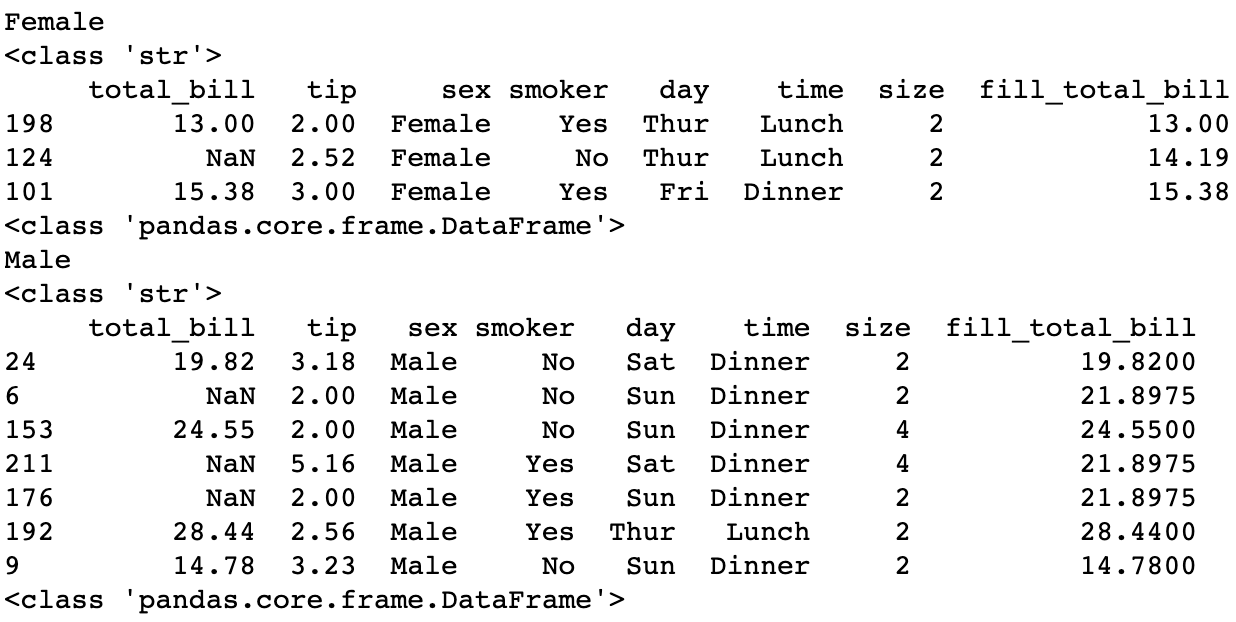 Female
<class 'str'>
     total_bill   tip     sex smoker   day    time  size  fill_total_bill
198       13.00  2.00  Female    Yes  Thur   Lunch     2            13.00
124         NaN  2.52  Female     No  Thur   Lunch     2            14.19
101       15.38  3.00  Female    Yes   Fri  Dinner     2            15.38
<class 'pandas.core.frame.DataFrame'>
Male
<class 'str'>
     total_bill   tip   sex smoker   day    time  size  fill_total_bill
24        19.82  3.18  Male     No   Sat  Dinner     2          19.8200
6           NaN  2.00  Male     No   Sun  Dinner     2          21.8975
153       24.55  2.00  Male     No   Sun  Dinner     4          24.5500
211         NaN  5.16  Male    Yes   Sat  Dinner     4          21.8975
176         NaN  2.00  Male    Yes   Sun  Dinner     2          21.8975
192       28.44  2.56  Male    Yes  Thur   Lunch     2          28.4400
9         14.78  3.23  Male     No   Sun  Dinner     2          14.7800
<class 'pandas.core.frame.DataFrame'>